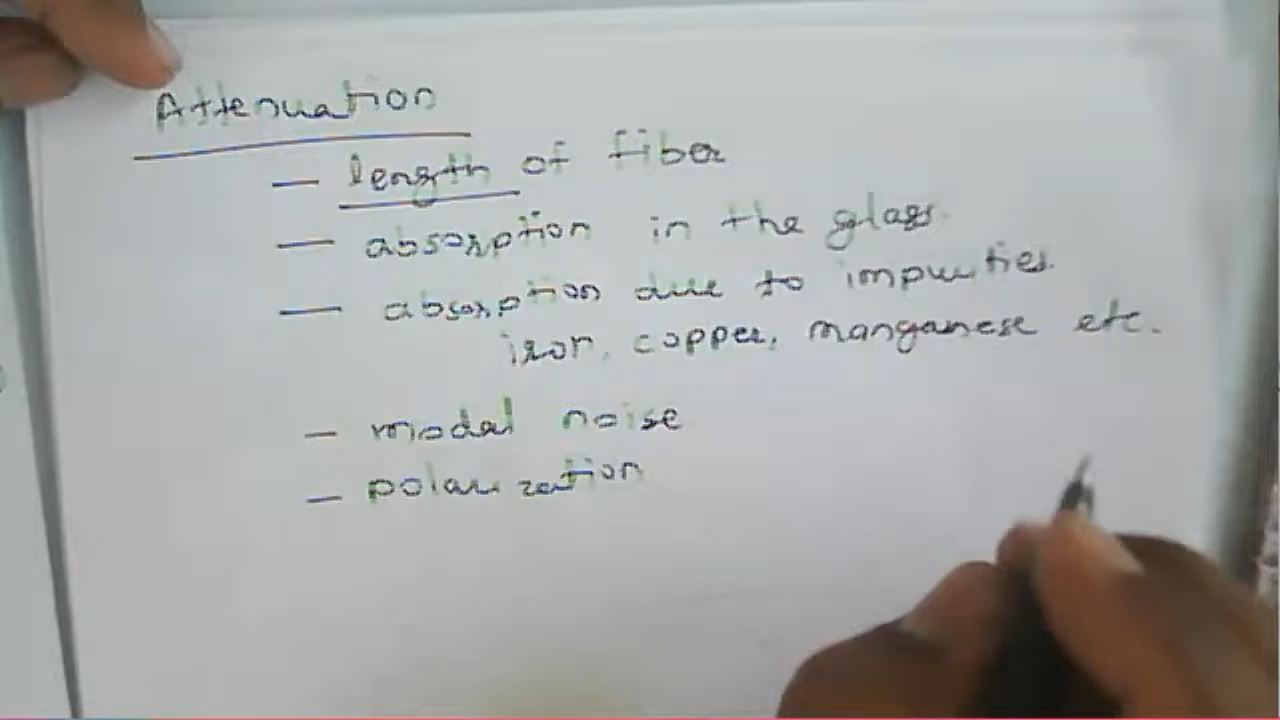 Attenuation
— length of fiber
— absorption in the glass.
— absorption due to impurities.
iron, copper, manganese etc.
— modal noise
— polarization